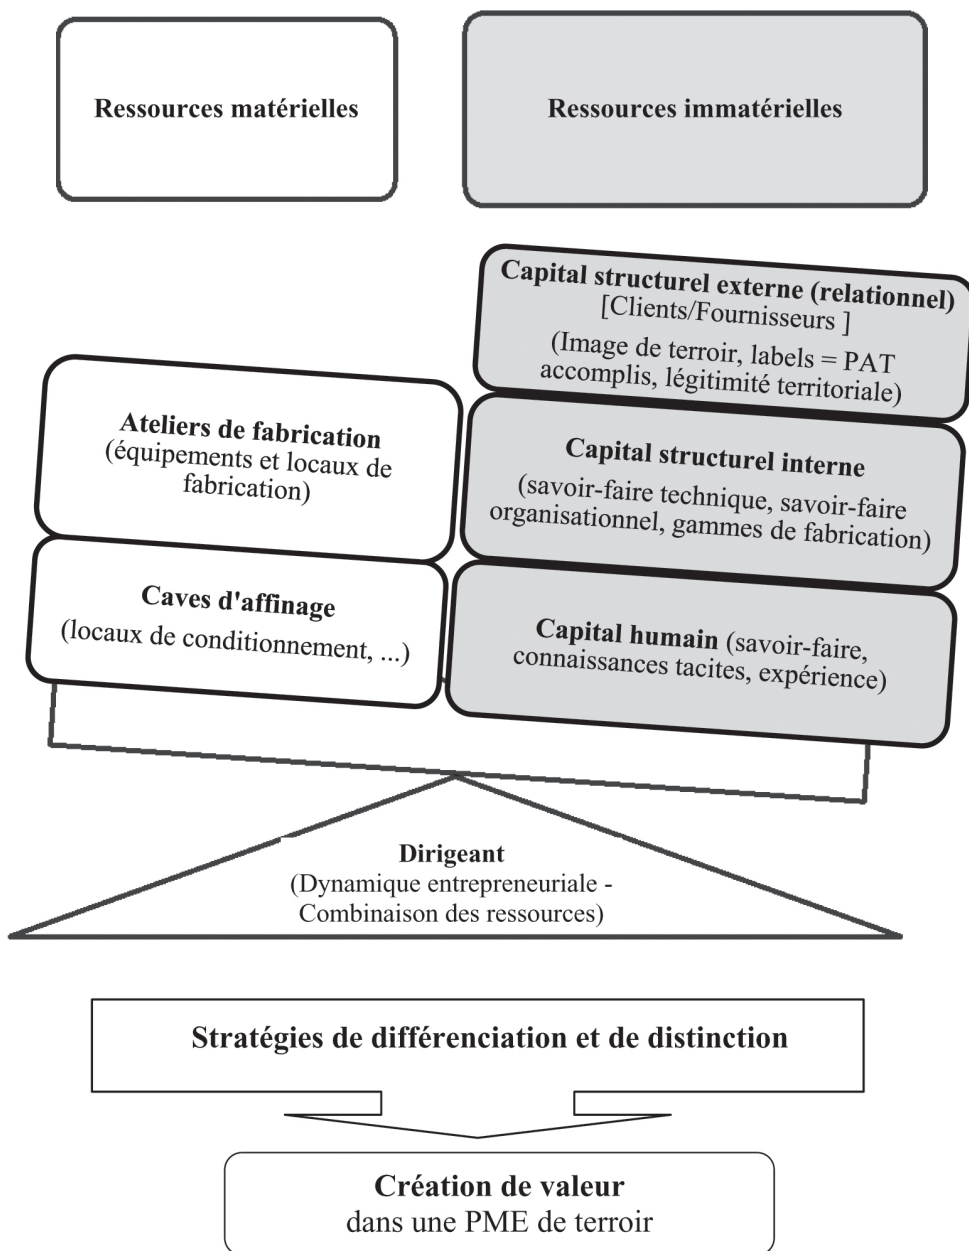 Ressources matérielles
Ressources immatérielles
Capital structurel externe (relationnel)
[Clients/Fournisseurs ]
(Image de terroir, labels = PAT
accomplis, légitimité territoriale)
Ateliers de fabrication
(équipements et locaux de
fabrication)
Capital structurel interne
(savoir-faire technique, savoir-faire
organisationnel, gammes de fabrication)
Caves d'affinage
(locaux de conditionnement, ...)
Capital humain (savoir-faire,
connaissances tacites, expérience)
Dirigeant
(Dynamique entrepreneuriale -
Combinaison des ressources)
Stratégies de différenciation et de distinction
Création de valeur
dans une PME de terroir